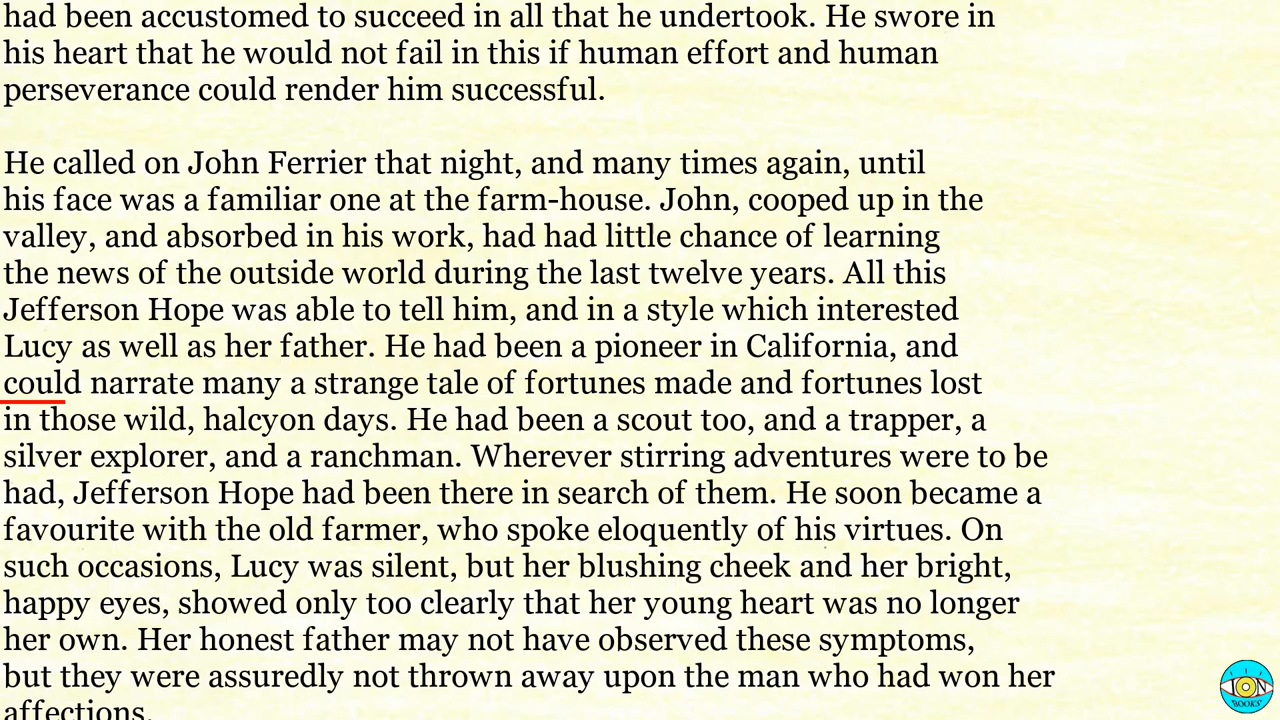 had been accustomed to succeed in all that he undertook. He swore in
his heart that he would not fail in this if human effort and human
perseverance could render him successful.
He called on John Ferrier that night, and many times again, until
his face was a familiar one at the farm-house. John, cooped up in the
valley, and absorbed in his work, had had little chance of learning
the news of the outside world during the last twelve years. All this
Jefferson Hope was able to tell him, and in a style which interested
Lucy as well as her father. He had been a pioneer in California, and
could narrate many a strange tale of fortunes made and fortunes lost
in those wild, halcyon days. He had been a scout too, and a trapper, a
silver explorer, and a ranchman. Wherever stirring adventures were to be
had, Jefferson Hope had been there in search of them. He soon became a
favourite with the old farmer, who spoke eloquently of his virtues. On
such occasions, Lucy was silent, but her blushing cheek and her bright,
happy eyes, showed only too clearly that her young heart was no longer
her own. Her honest father may not have observed these symptoms,
but they were assuredly not thrown away upon the man who had won her
affections.
ION
BOOKS